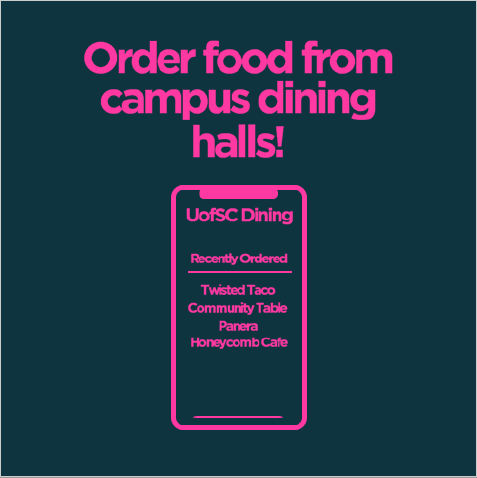 Order food from
campus dining
halls!
UofSC Dining
Recently Ordered
Twisted Taco
Community Table
Panera
Honeycomb Cafe